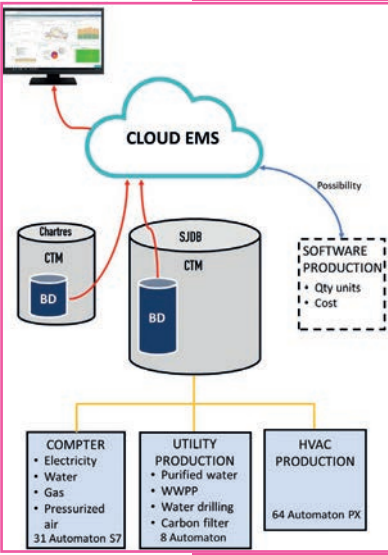 CLOUD EMS
Possibility
Chartres
CTM
BD
SJDB
CTM
BD
SOFTWARE
PRODUCTION
• Qty units
• Cost
COMPTER
• Electricity
• Water
• Gas
• Pressurized
air
31 Automaton S7
UTILITY
PRODUCTION
• Purified water
• WWPP
• Water drilling
• Carbon filter
8 Automaton
HVAC
PRODUCTION
64 Automaton PX